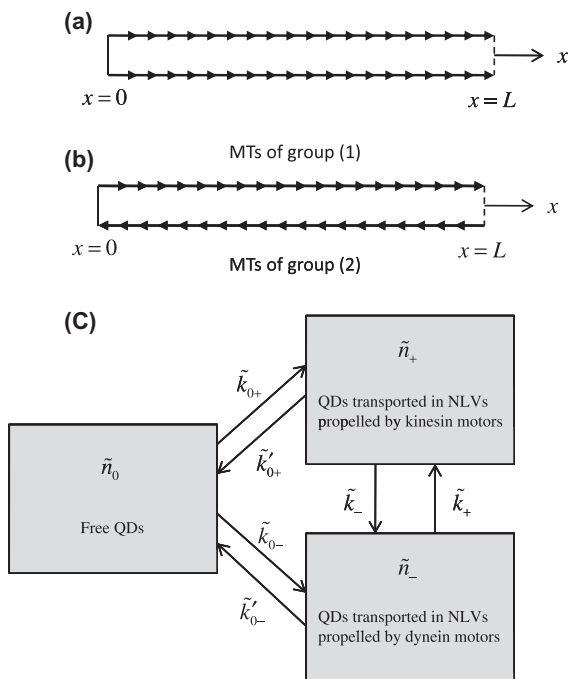 (a)
x = 0
x = L
x
(b)
MTs of group (1)
x
x = 0
x = L
MTs of group (2)
(C)
ñ₊
QDs transported in NLVs
propelled by kinesin motors
k̃₀₊
k̃′₀₊
ñ₀
Free QDs
k̃₋
k̃₊
k̃₀₋
k̃′₀₋
ñ₋
QDs transported in NLVs
propelled by dynein motors